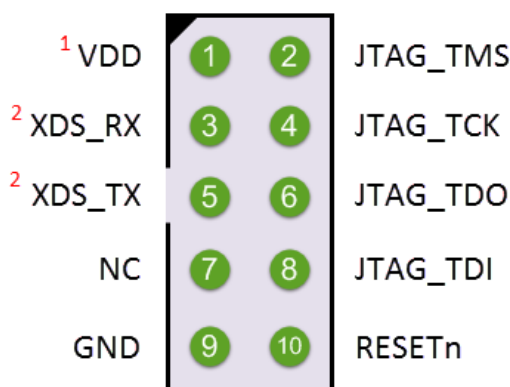 1 VDD 1 2 JTAG_TMS
2 XDS_RX 3 4 JTAG_TCK
2 XDS_TX 5 6 JTAG_TDO
NC 7 8 JTAG_TDI
GND 9 10 RESETn